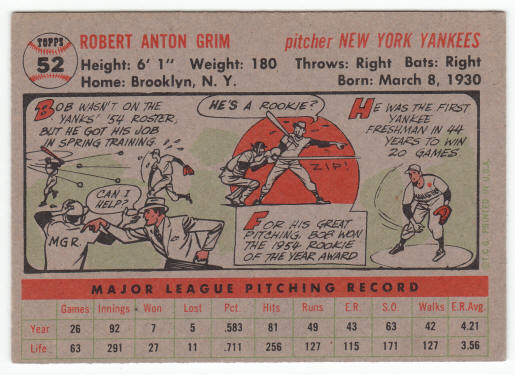 TOPPS
52
ROBERT ANTON GRIM
pitcher NEW YORK YANKEES
Height: 6' 1" Weight: 180
Throws: Right Bats: Right
Home: Brooklyn, N. Y.
Born: March 8, 1930
BOB WASN'T ON THE
YANKS' '54 ROSTER,
BUT HE GOT HIS JOB
IN SPRING TRAINING.
CAN I
HELP?
MGR.
HE'S A ROOKIE?
ZIP!
FOR HIS GREAT
PITCHING, BOB WON
THE 1954 ROOKIE
OF THE YEAR AWARD
HE WAS THE FIRST
YANKEE
FRESHMAN IN 44
YEARS TO WIN
20 GAMES.
T.C.G. PRINTED IN U.S.A.
MAJOR LEAGUE PITCHING RECORD
Games Innings Won Lost Pct Hits Runs E.R. S.O. Walks E.R.Avg.
Year 26 92 7 5 .583 81 49 43 63 42 4.21
Life 63 291 27 11 .711 256 127 115 171 127 3.56